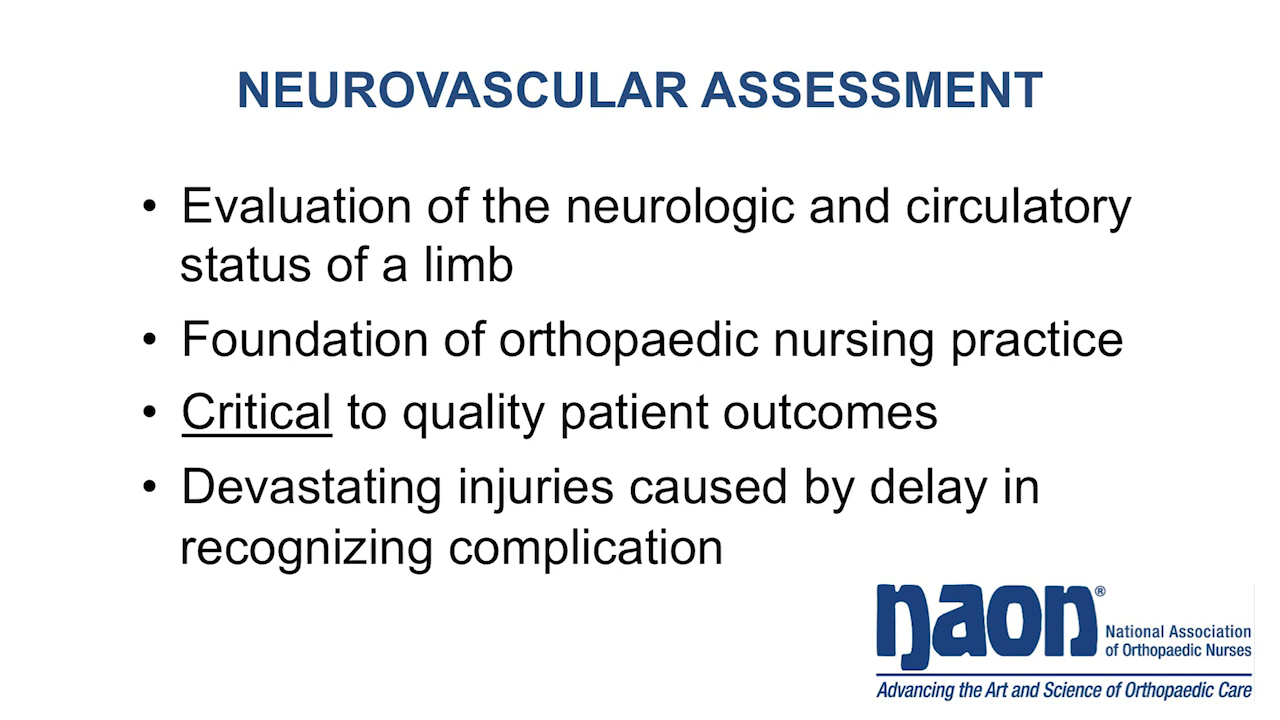 NEUROVASCULAR ASSESSMENT
• Evaluation of the neurologic and circulatory
status of a limb
• Foundation of orthopaedic nursing practice
• Critical to quality patient outcomes
• Devastating injuries caused by delay in
recognizing complication
naon®
National Association
of Orthopaedic Nurses
Advancing the Art and Science of Orthopaedic Care